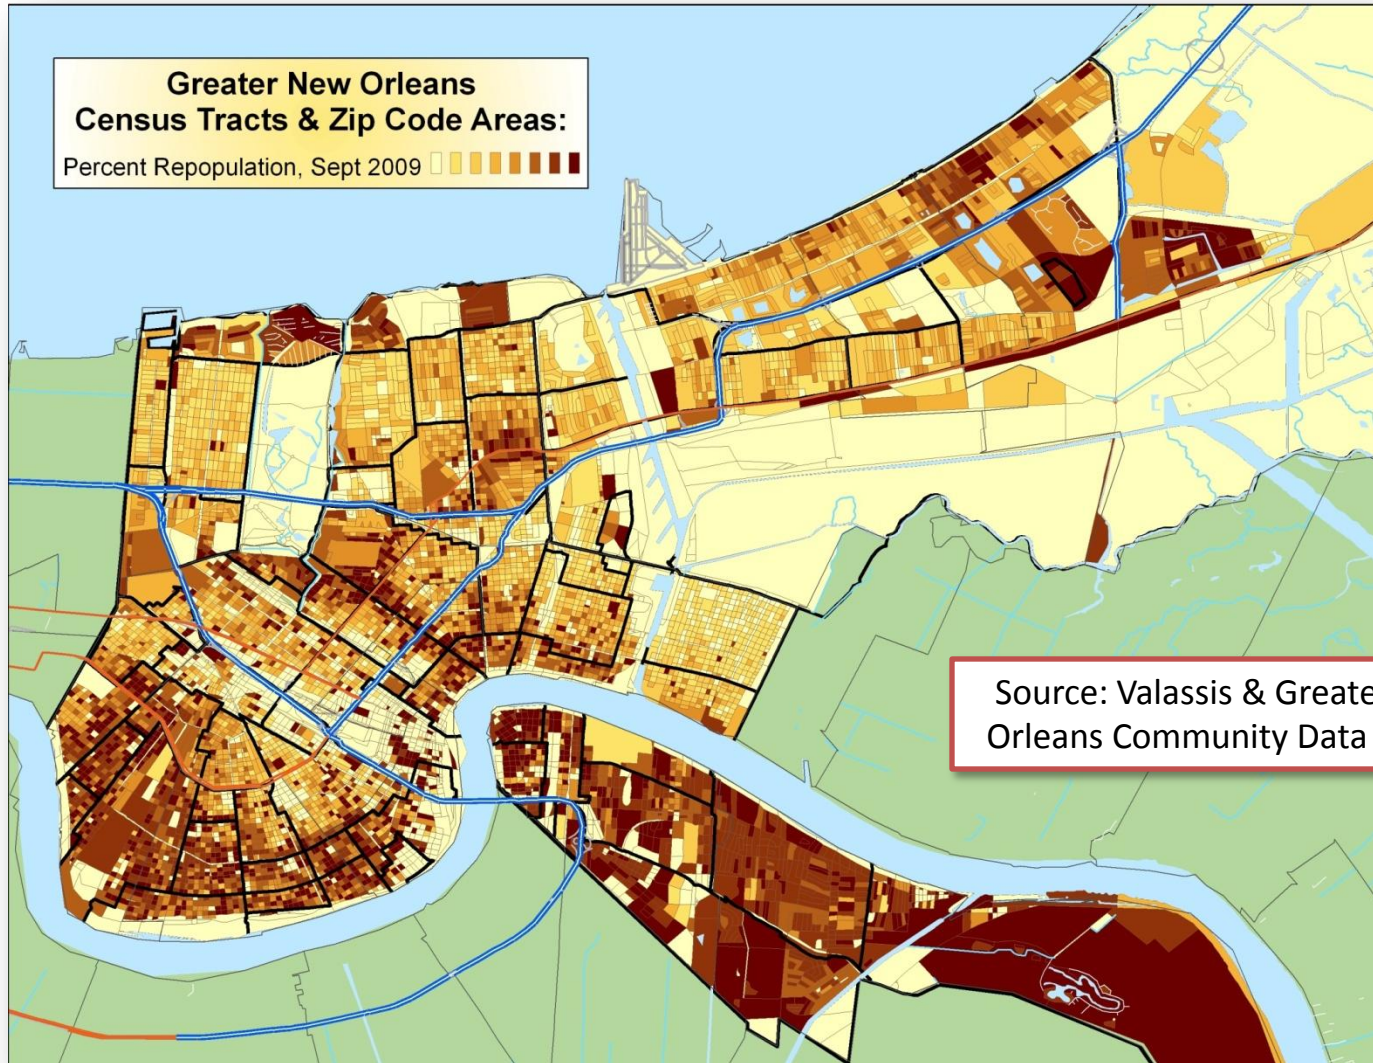 Greater New Orleans
Census Tracts & Zip Code Areas:
Percent Repopulation, Sept 2009
Source: Valassis & Greate
Orleans Community Data